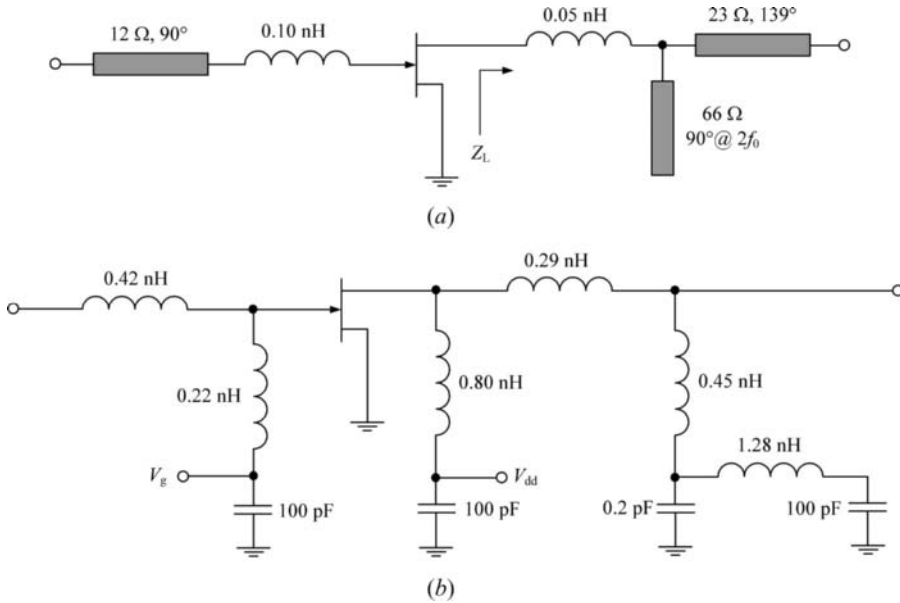 12 Ω, 90°
0.10 nH
0.05 nH
23 Ω, 139°
Z_L
66 Ω
90°@ 2f₀
(a)
0.42 nH
0.29 nH
0.22 nH
0.80 nH
0.45 nH
1.28 nH
V_g
V_dd
100 pF
100 pF
0.2 pF
100 pF
(b)